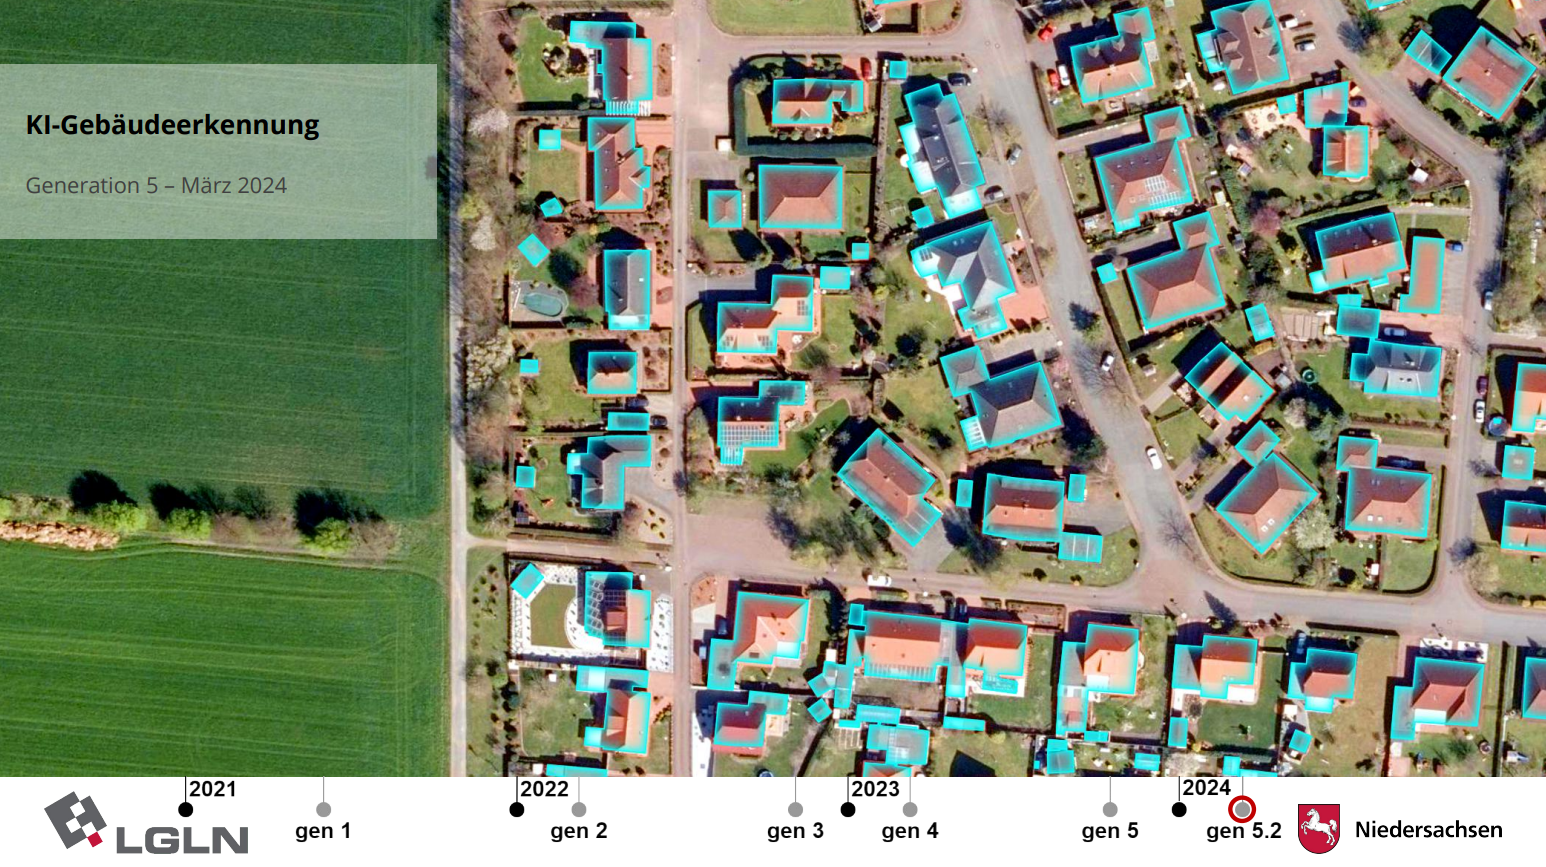 KI-Gebäudeerkennung
Generation 5 – März 2024
2021
2022
2023
2024
gen 1
gen 2
gen 3
gen 4
gen 5
gen 5.2
LGLN
Niedersachsen